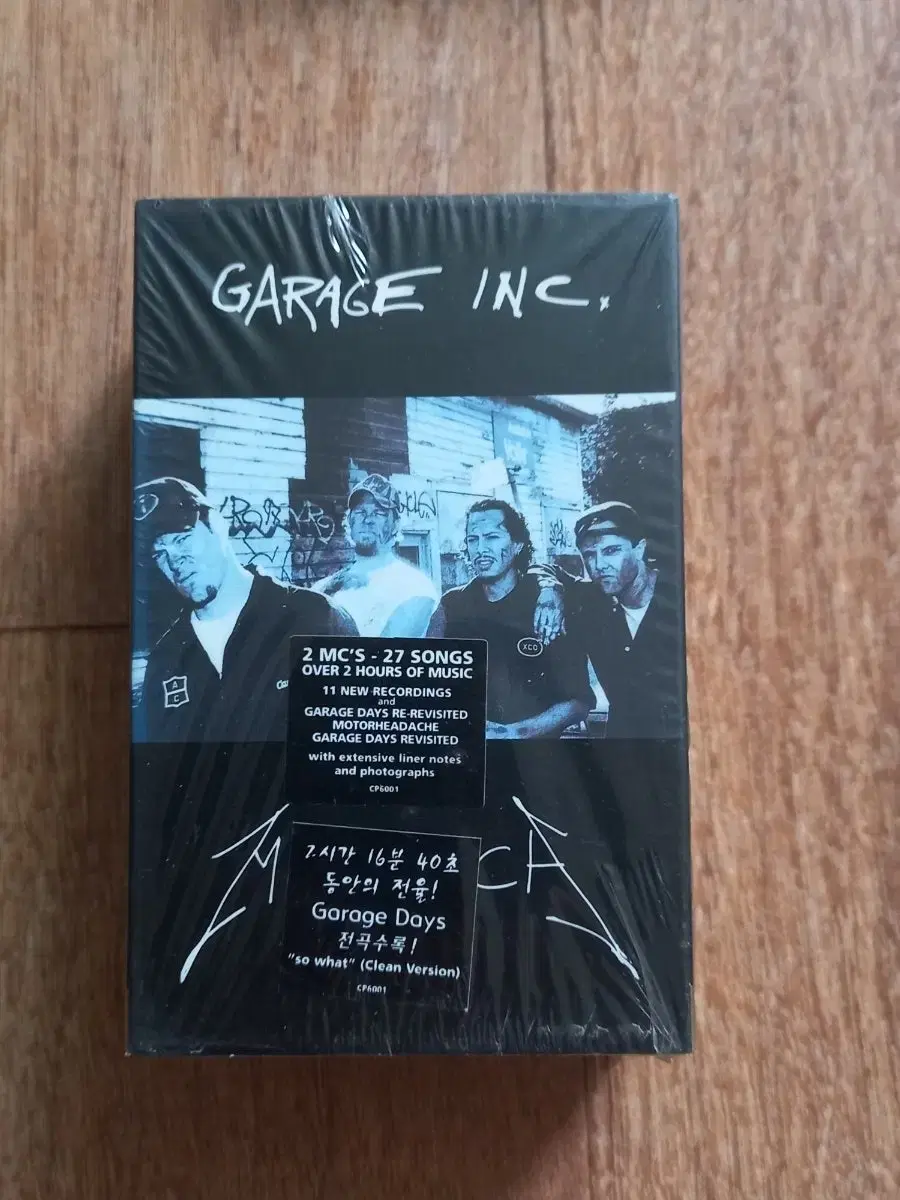 GARAGE INC.
XCO
2 MC'S - 27 SONGS
OVER 2 HOURS OF MUSIC
11 NEW RECORDINGS
and
GARAGE DAYS RE-REVISITED
MOTORHEADACHE
GARAGE DAYS REVISITED
with extensive liner notes
and photographs
CP6001
M CA
2시간 16분 40초
동안의 전율!
Garage Days
전곡수록!
"so what" (Clean Version)
CP6001